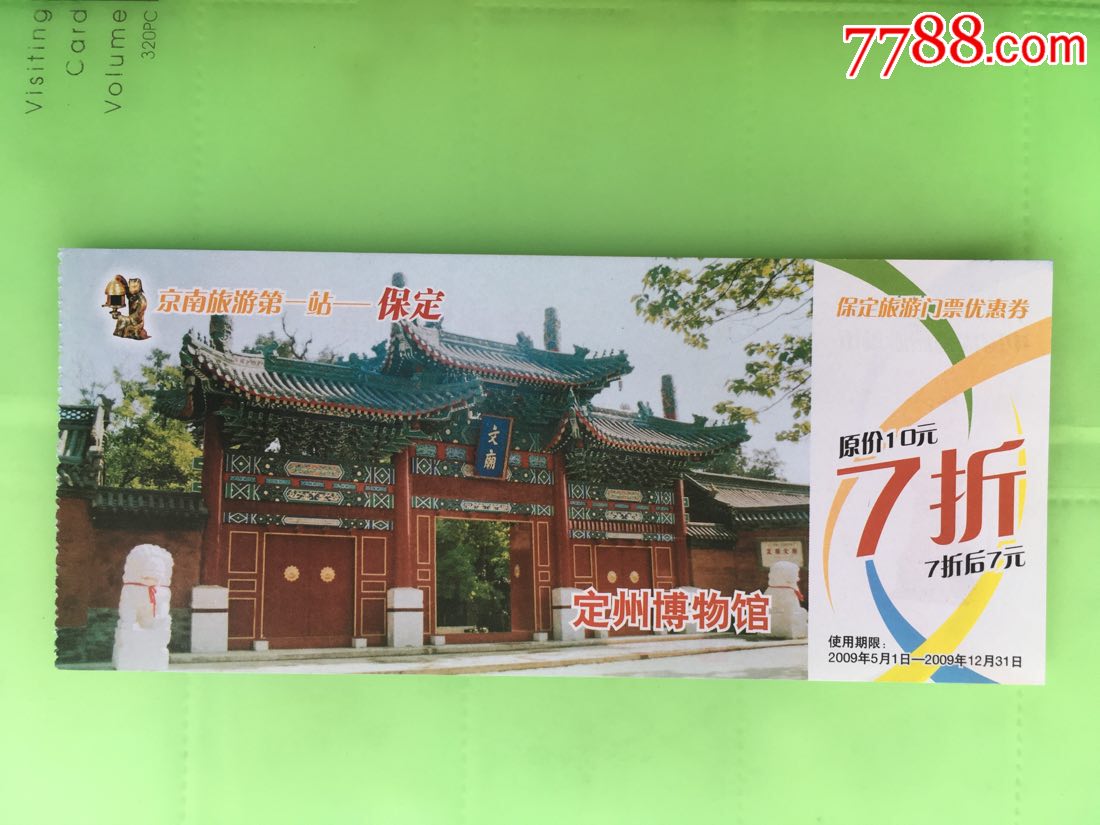 Visiting
Card
Volume
320PC
7788.com
京南旅游第一站——保定
文廟
定州博物馆
保定旅游门票优惠券
原价10元
7折
7折后7元
使用期限：
2009年5月1日—2009年12月31日